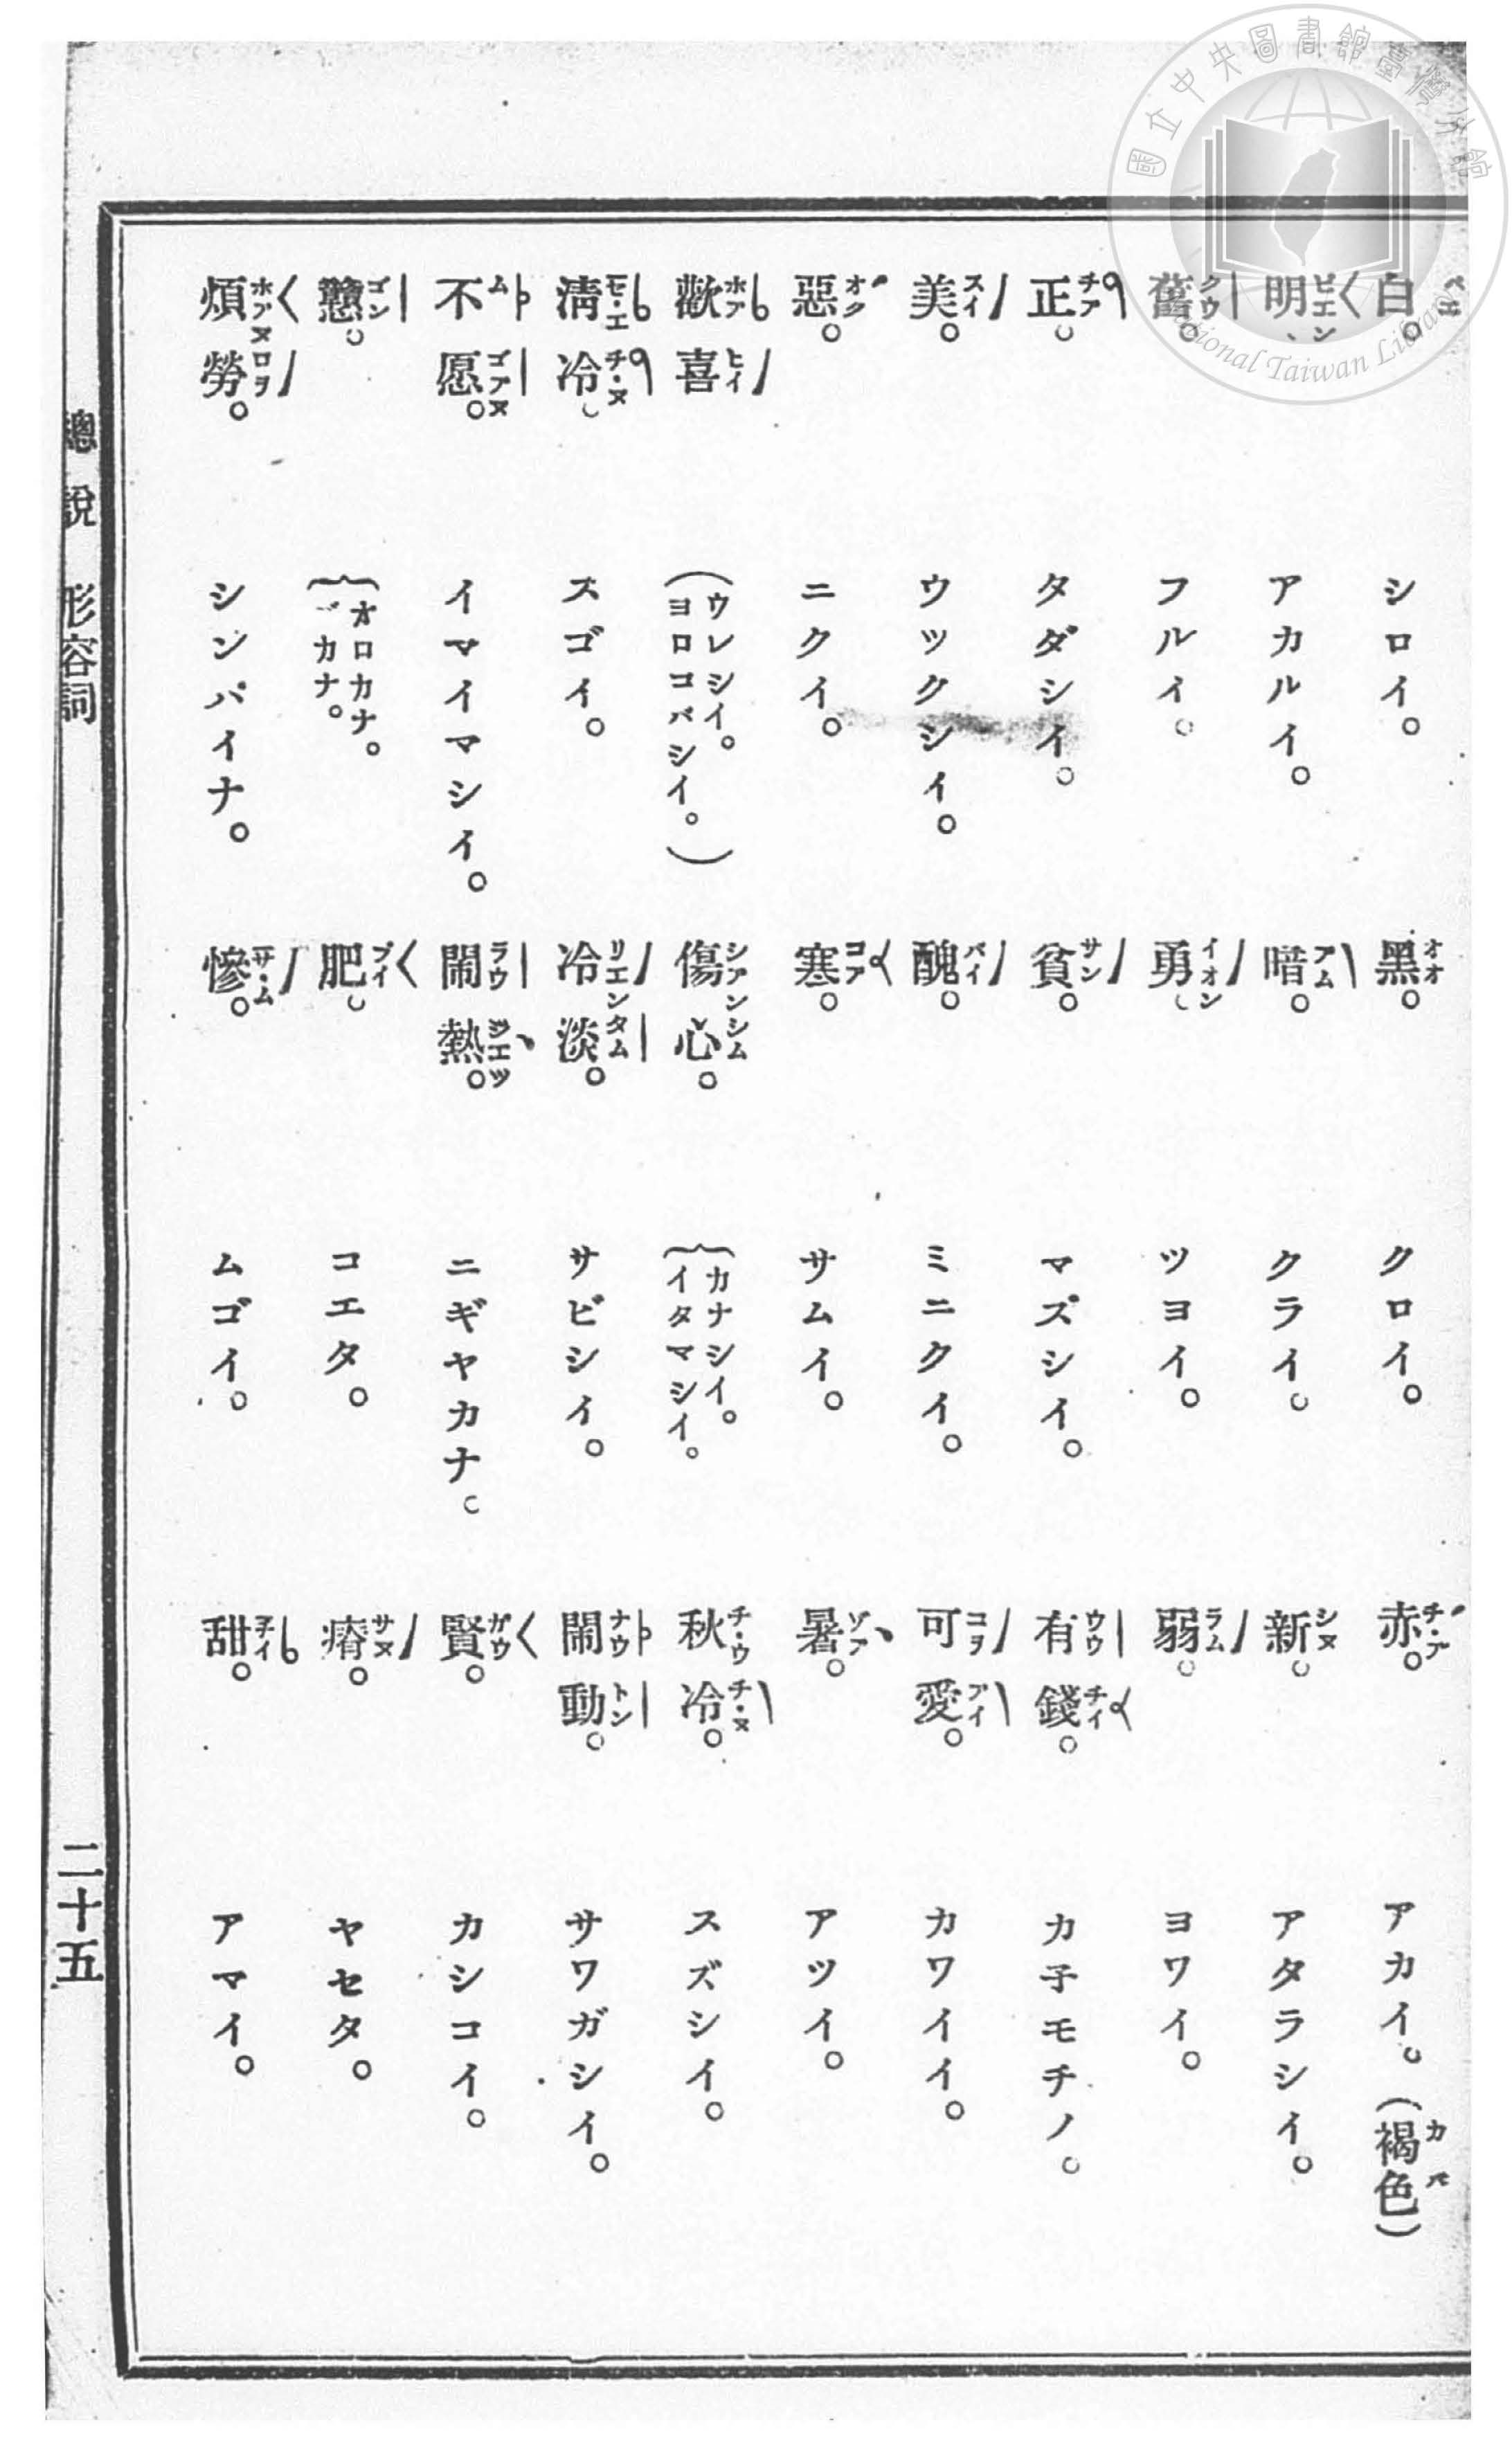 國立中央圖書館臺灣分館
National Taiwan Library
白ベエ。 シロイ。 黑オオ。 クロイ。 赤チ・ア。 アカイ。(褐色カバ)
明ビエン、 アカルイ。 暗アム。 クライ。 新シヌ。 アタラシイ。
舊クウ。 フルイ。 勇イオン。 ツヨイ。 弱ラム。 ヨワイ。
正チア。 タダシイ。 貧サン。 マズシイ。 有ウウ錢チイ。 カ子モチノ。
美スイ。 ウックシイ。 醜バイ。 ミニクイ。 可コヲ愛アイ。 カワイイ。
惡オク。 ニクイ。 寒コア。 サムイ。 暑ゾア。 アツイ。
歡ホア喜ヒイ (ウレシイ。ヨロコバシイ。) 傷シアン心シム。 {カナシイ。イタマシイ。 秋チ・ウ冷チ・ヌ。 スズシイ。
淸モ・エ冷チ・ヌ。 スゴイ。 冷リエン淡タム。 サビシイ。 鬧ナウ動トン。 サワガシイ。
不ム愿ゴアヌ。 イマイマシイ。 鬧ラウ熱ジエツ。 ニギヤカナ。 賢ガウ。 カシコイ。
戇ゴン。 {オロカナ。バカナ。 肥プイ。 コエタ。 瘠サヌ。 ヤセタ。
煩ホアヌ勞ロヲ。 シンパイナ。 慘サ・ム。 ムゴイ。 甜チイ。 アマイ。
總說 形容詞 二十五